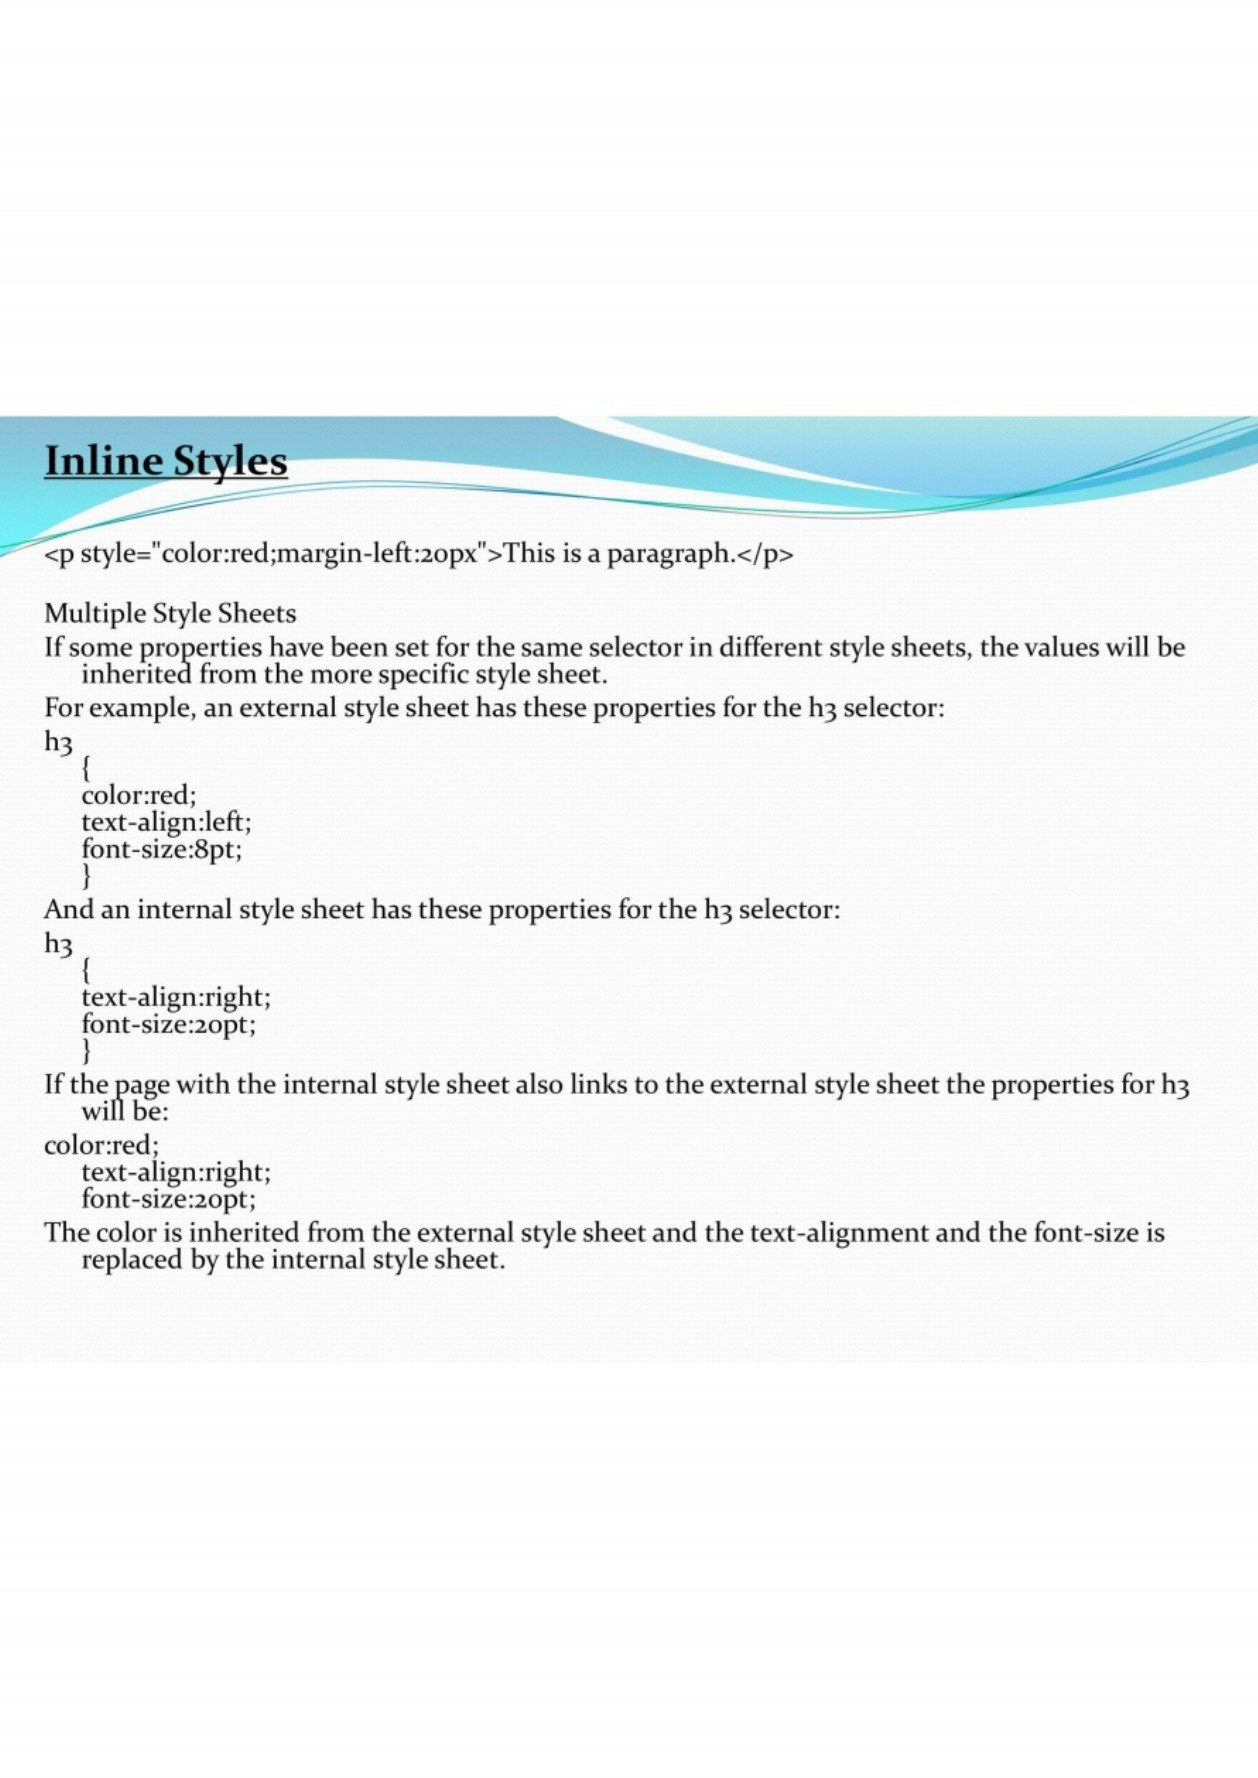 Inline Styles
<p style="color:red;margin-left:20px">This is a paragraph.</p>
Multiple Style Sheets
If some properties have been set for the same selector in different style sheets, the values will be
inherited from the more specific style sheet.
For example, an external style sheet has these properties for the h3 selector:
h3
{
color:red;
text-align:left;
font-size:8pt;
}
And an internal style sheet has these properties for the h3 selector:
h3
{
text-align:right;
font-size:20pt;
}
If the page with the internal style sheet also links to the external style sheet the properties for h3
will be:
color:red;
text-align:right;
font-size:20pt;
The color is inherited from the external style sheet and the text-alignment and the font-size is
replaced by the internal style sheet.